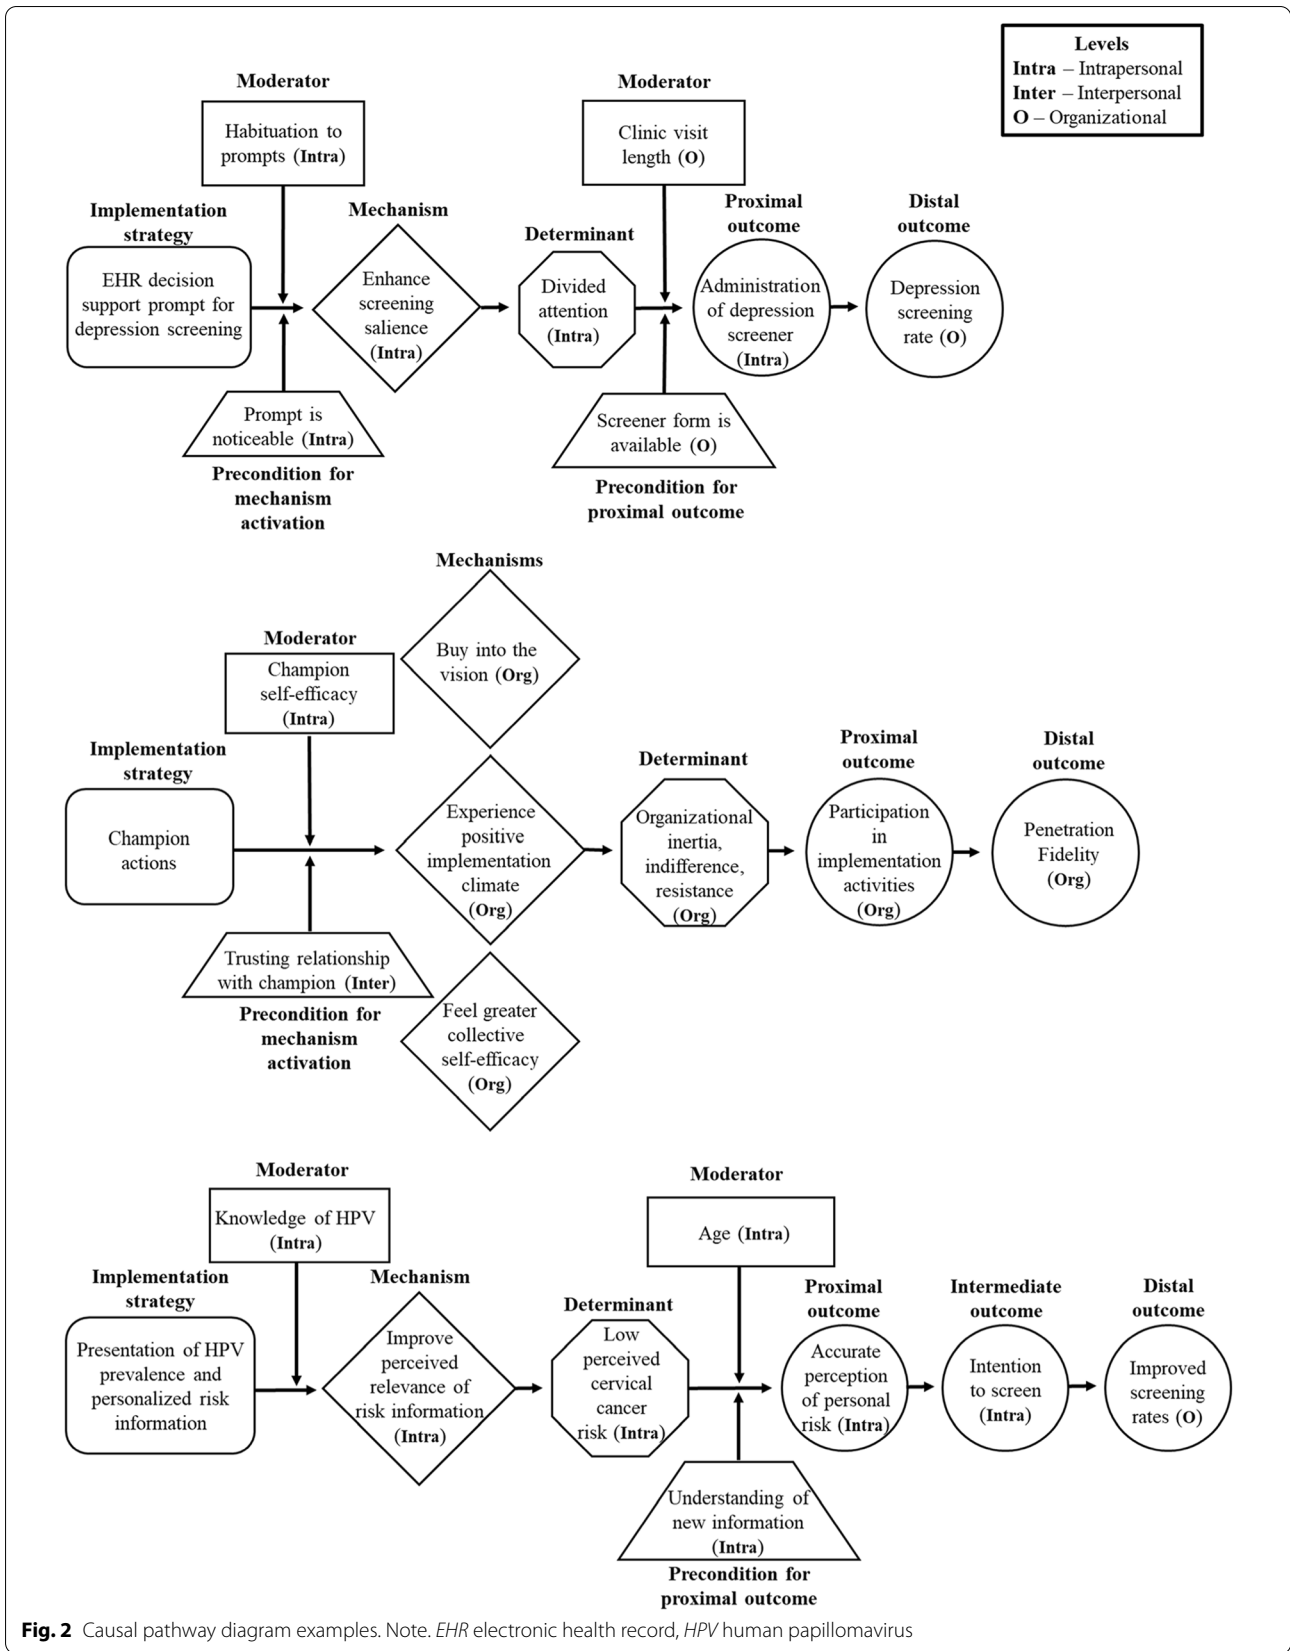 Levels
Intra – Intrapersonal
Inter – Interpersonal
O – Organizational
Moderator
Habituation to
prompts (Intra)
Moderator
Clinic visit
length (O)
Implementation
strategy
EHR decision
support prompt for
depression screening
Mechanism
Enhance
screening
salience
(Intra)
Determinant
Divided
attention
(Intra)
Proximal
outcome
Administration
of depression
screener
(Intra)
Distal
outcome
Depression
screening
rate (O)
Prompt is
noticeable (Intra)
Precondition for
mechanism
activation
Screener form is
available (O)
Precondition for
proximal outcome
Mechanisms
Buy into the
vision (Org)
Moderator
Champion
self-efficacy
(Intra)
Implementation
strategy
Champion
actions
Experience
positive
implementation
climate
(Org)
Determinant
Organizational
inertia,
indifference,
resistance
(Org)
Proximal
outcome
Participation
in
implementation
activities
(Org)
Distal
outcome
Penetration
Fidelity
(Org)
Trusting relationship
with champion (Inter)
Precondition for
mechanism
activation
Feel greater
collective
self-efficacy
(Org)
Moderator
Knowledge of HPV
(Intra)
Moderator
Age (Intra)
Implementation
strategy
Presentation of HPV
prevalence and
personalized risk
information
Mechanism
Improve
perceived
relevance of
risk information
(Intra)
Determinant
Low
perceived
cervical
cancer
risk (Intra)
Proximal
outcome
Accurate
perception
of personal
risk (Intra)
Intermediate
outcome
Intention
to screen
(Intra)
Distal
outcome
Improved
screening
rates (O)
Understanding of
new information
(Intra)
Precondition for
proximal outcome
Fig. 2 Causal pathway diagram examples. Note. EHR electronic health record, HPV human papillomavirus